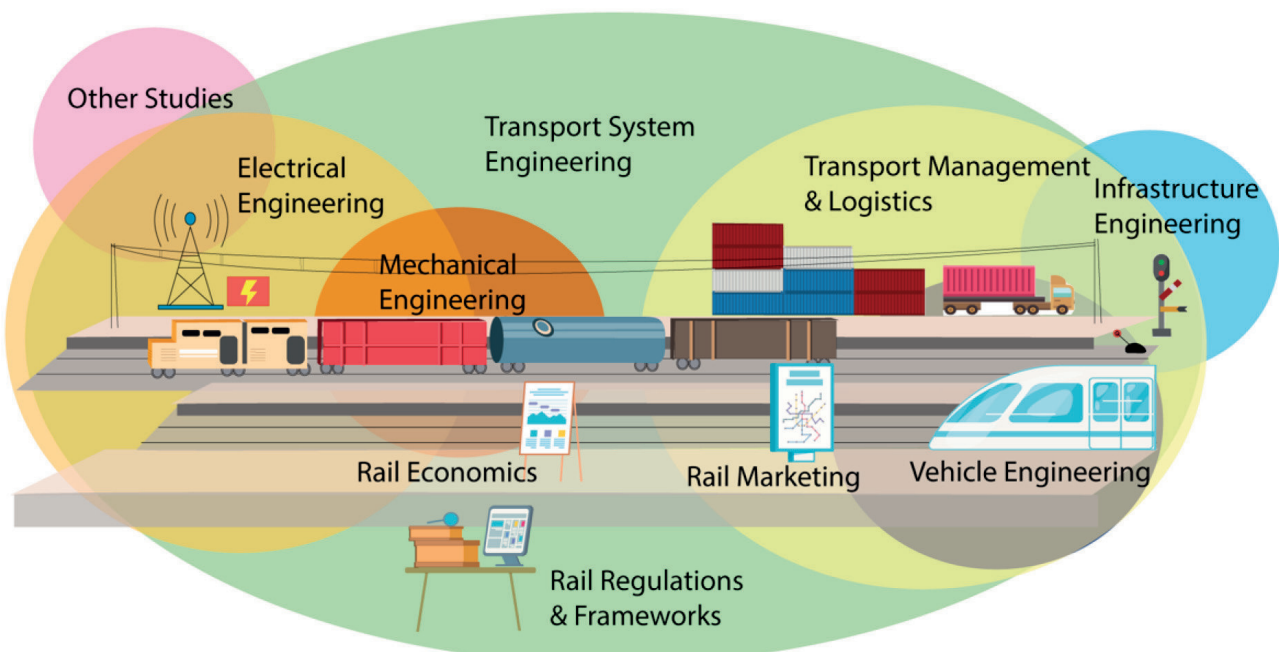 Other Studies
Transport System
Engineering
Electrical
Engineering
Transport Management
& Logistics
Infrastructure
Engineering
Mechanical
Engineering
Rail Economics
Rail Marketing
Vehicle Engineering
Rail Regulations
& Frameworks